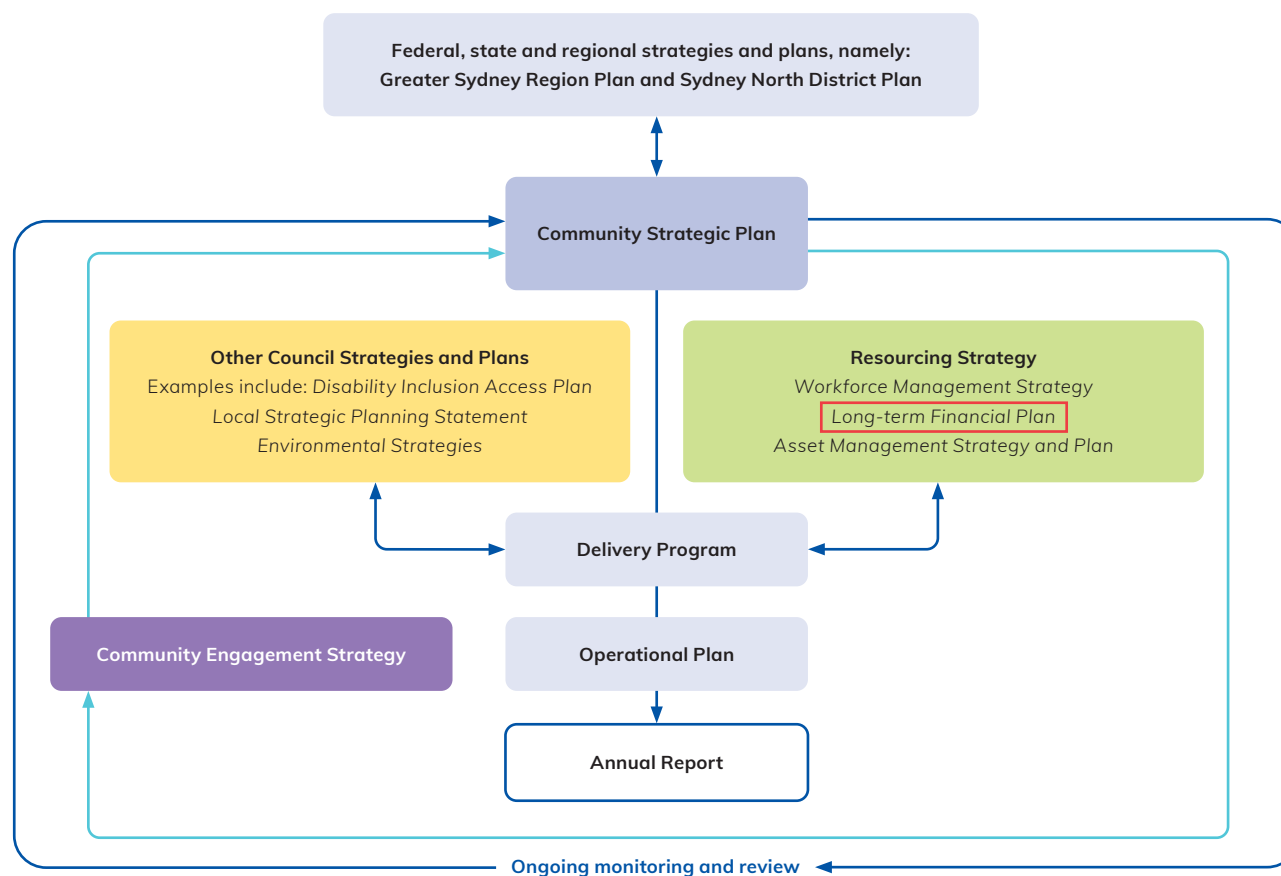 Federal, state and regional strategies and plans, namely:
Greater Sydney Region Plan and Sydney North District Plan
Community Strategic Plan
Other Council Strategies and Plans
Examples include: Disability Inclusion Access Plan
Local Strategic Planning Statement
Environmental Strategies
Resourcing Strategy
Workforce Management Strategy
Long-term Financial Plan
Asset Management Strategy and Plan
Delivery Program
Community Engagement Strategy
Operational Plan
Annual Report
Ongoing monitoring and review